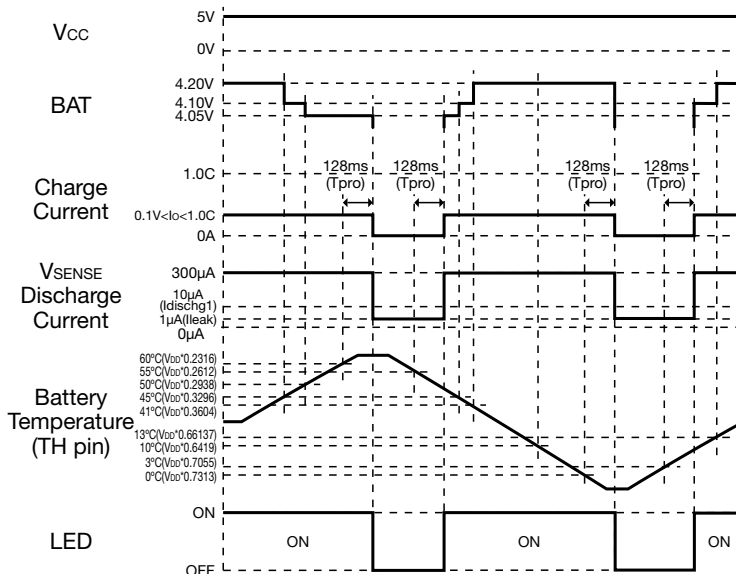 VCC
5V
0V
BAT
4.20V
4.10V
4.05V
Charge
Current
1.0C
0.1V<IO<1.0C
0A
128ms
(Tpro)
128ms
(Tpro)
128ms
(Tpro)
128ms
(Tpro)
VSENSE
Discharge
Current
300µA
10µA
(Idischg1)
1µA(Ileak)
0µA
Battery
Temperature
(TH pin)
60ºC(VDD*0.2316)
55ºC(VDD*0.2612)
50ºC(VDD*0.2938)
45ºC(VDD*0.3296)
41ºC(VDD*0.3604)
13ºC(VDD*0.66137)
10ºC(VDD*0.6419)
3ºC(VDD*0.7055)
0ºC(VDD*0.7313)
LED
ON
OFF
ON
ON
ON